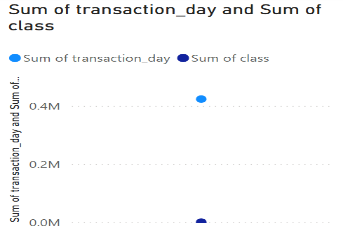 Sum of transaction_day and Sum of
class
Sum of transaction_day Sum of class
Sum of transaction_day and Sum of..
0.4M
0.2M
0.0M